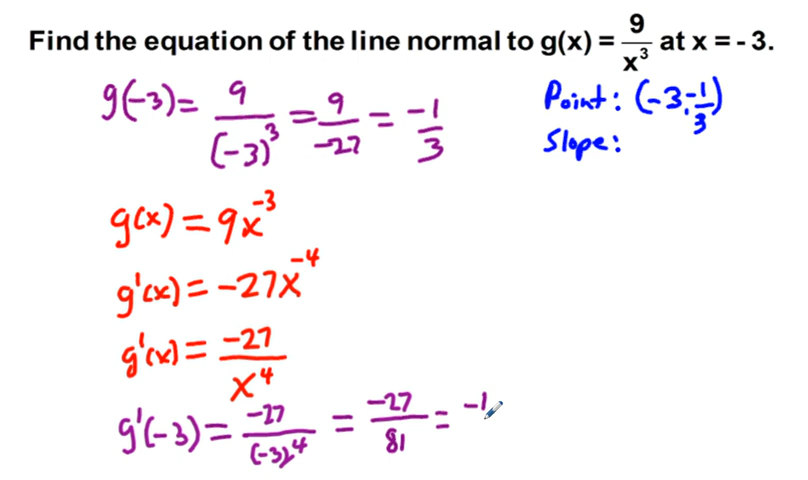 Find the equation of the line normal to g(x) = 9/x³ at x = - 3.
g(-3) = 9/(-3)³ = 9/-27 = -1/3
Point: (-3, -1/3)
Slope:
g(x) = 9x⁻³
g'(x) = -27x⁻⁴
g'(x) = -27/x⁴
g'(-3) = -27/(-3)⁴ = -27/81 = -1